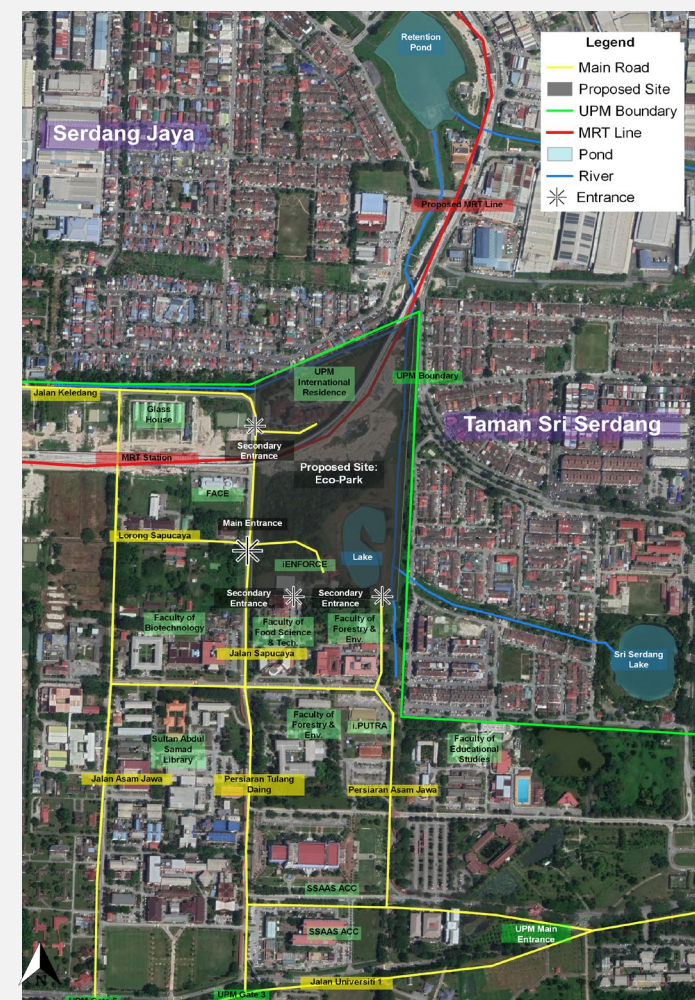 Retention
Pond
Legend
Main Road
Proposed Site
UPM Boundary
MRT Line
Pond
River
Entrance
Serdang Jaya
Proposed MRT Line
UPM
International
Residence
UPM Boundary
Jalan Keledang
Glass
House
Taman Sri Serdang
Secondary
Entrance
MRT Station
Proposed Site:
Eco-Park
FACE
Main Entrance
Lorong Sapucaya
Lake
iENFORCE
Secondary
Entrance
Secondary
Entrance
Faculty of
Biotechnology
Faculty of
Food Science
& Tech.
Faculty of
Forestry &
Env.
Jalan Sapucaya
Sri Serdang
Lake
Faculty of
Forestry &
Env.
i.PUTRA
Sultan Abdul
Samad
Library
Faculty of
Educational
Studies
Jalan Asam Jawa
Persiaran Tulang
Daing
Persiaran Asam Jawa
SSAAS ACC
SSAAS ACC
UPM Main
Entrance
N
Jalan Universiti 1
UPM Gate 3